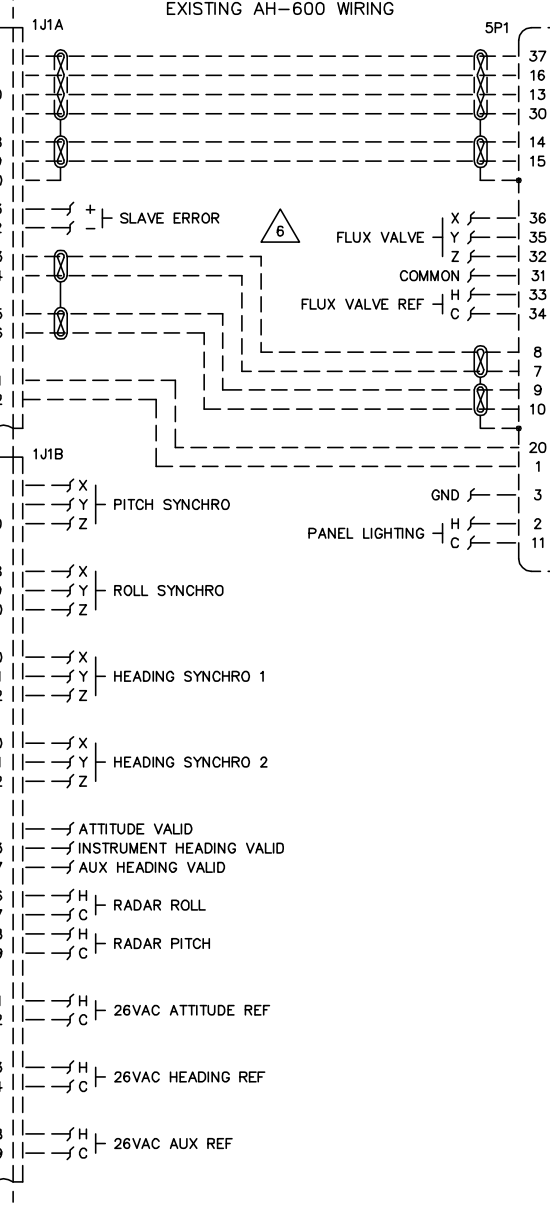 EXISTING AH-600 WIRING
1J1A
5P1
37
16
13
30
14
15
+
- SLAVE ERROR
6
X 36
FLUX VALVE Y 35
Z 32
COMMON 31
H 33
FLUX VALVE REF
C 34
8
7
9
10
20
1
1J1B
GND 3
H 2
PANEL LIGHTING
C 11
X
Y PITCH SYNCHRO
Z
X
Y ROLL SYNCHRO
Z
X
Y HEADING SYNCHRO 1
Z
X
Y HEADING SYNCHRO 2
Z
ATTITUDE VALID
INSTRUMENT HEADING VALID
AUX HEADING VALID
H
RADAR ROLL
C
H
RADAR PITCH
C
H
26VAC ATTITUDE REF
C
H
26VAC HEADING REF
C
H
26VAC AUX REF
C